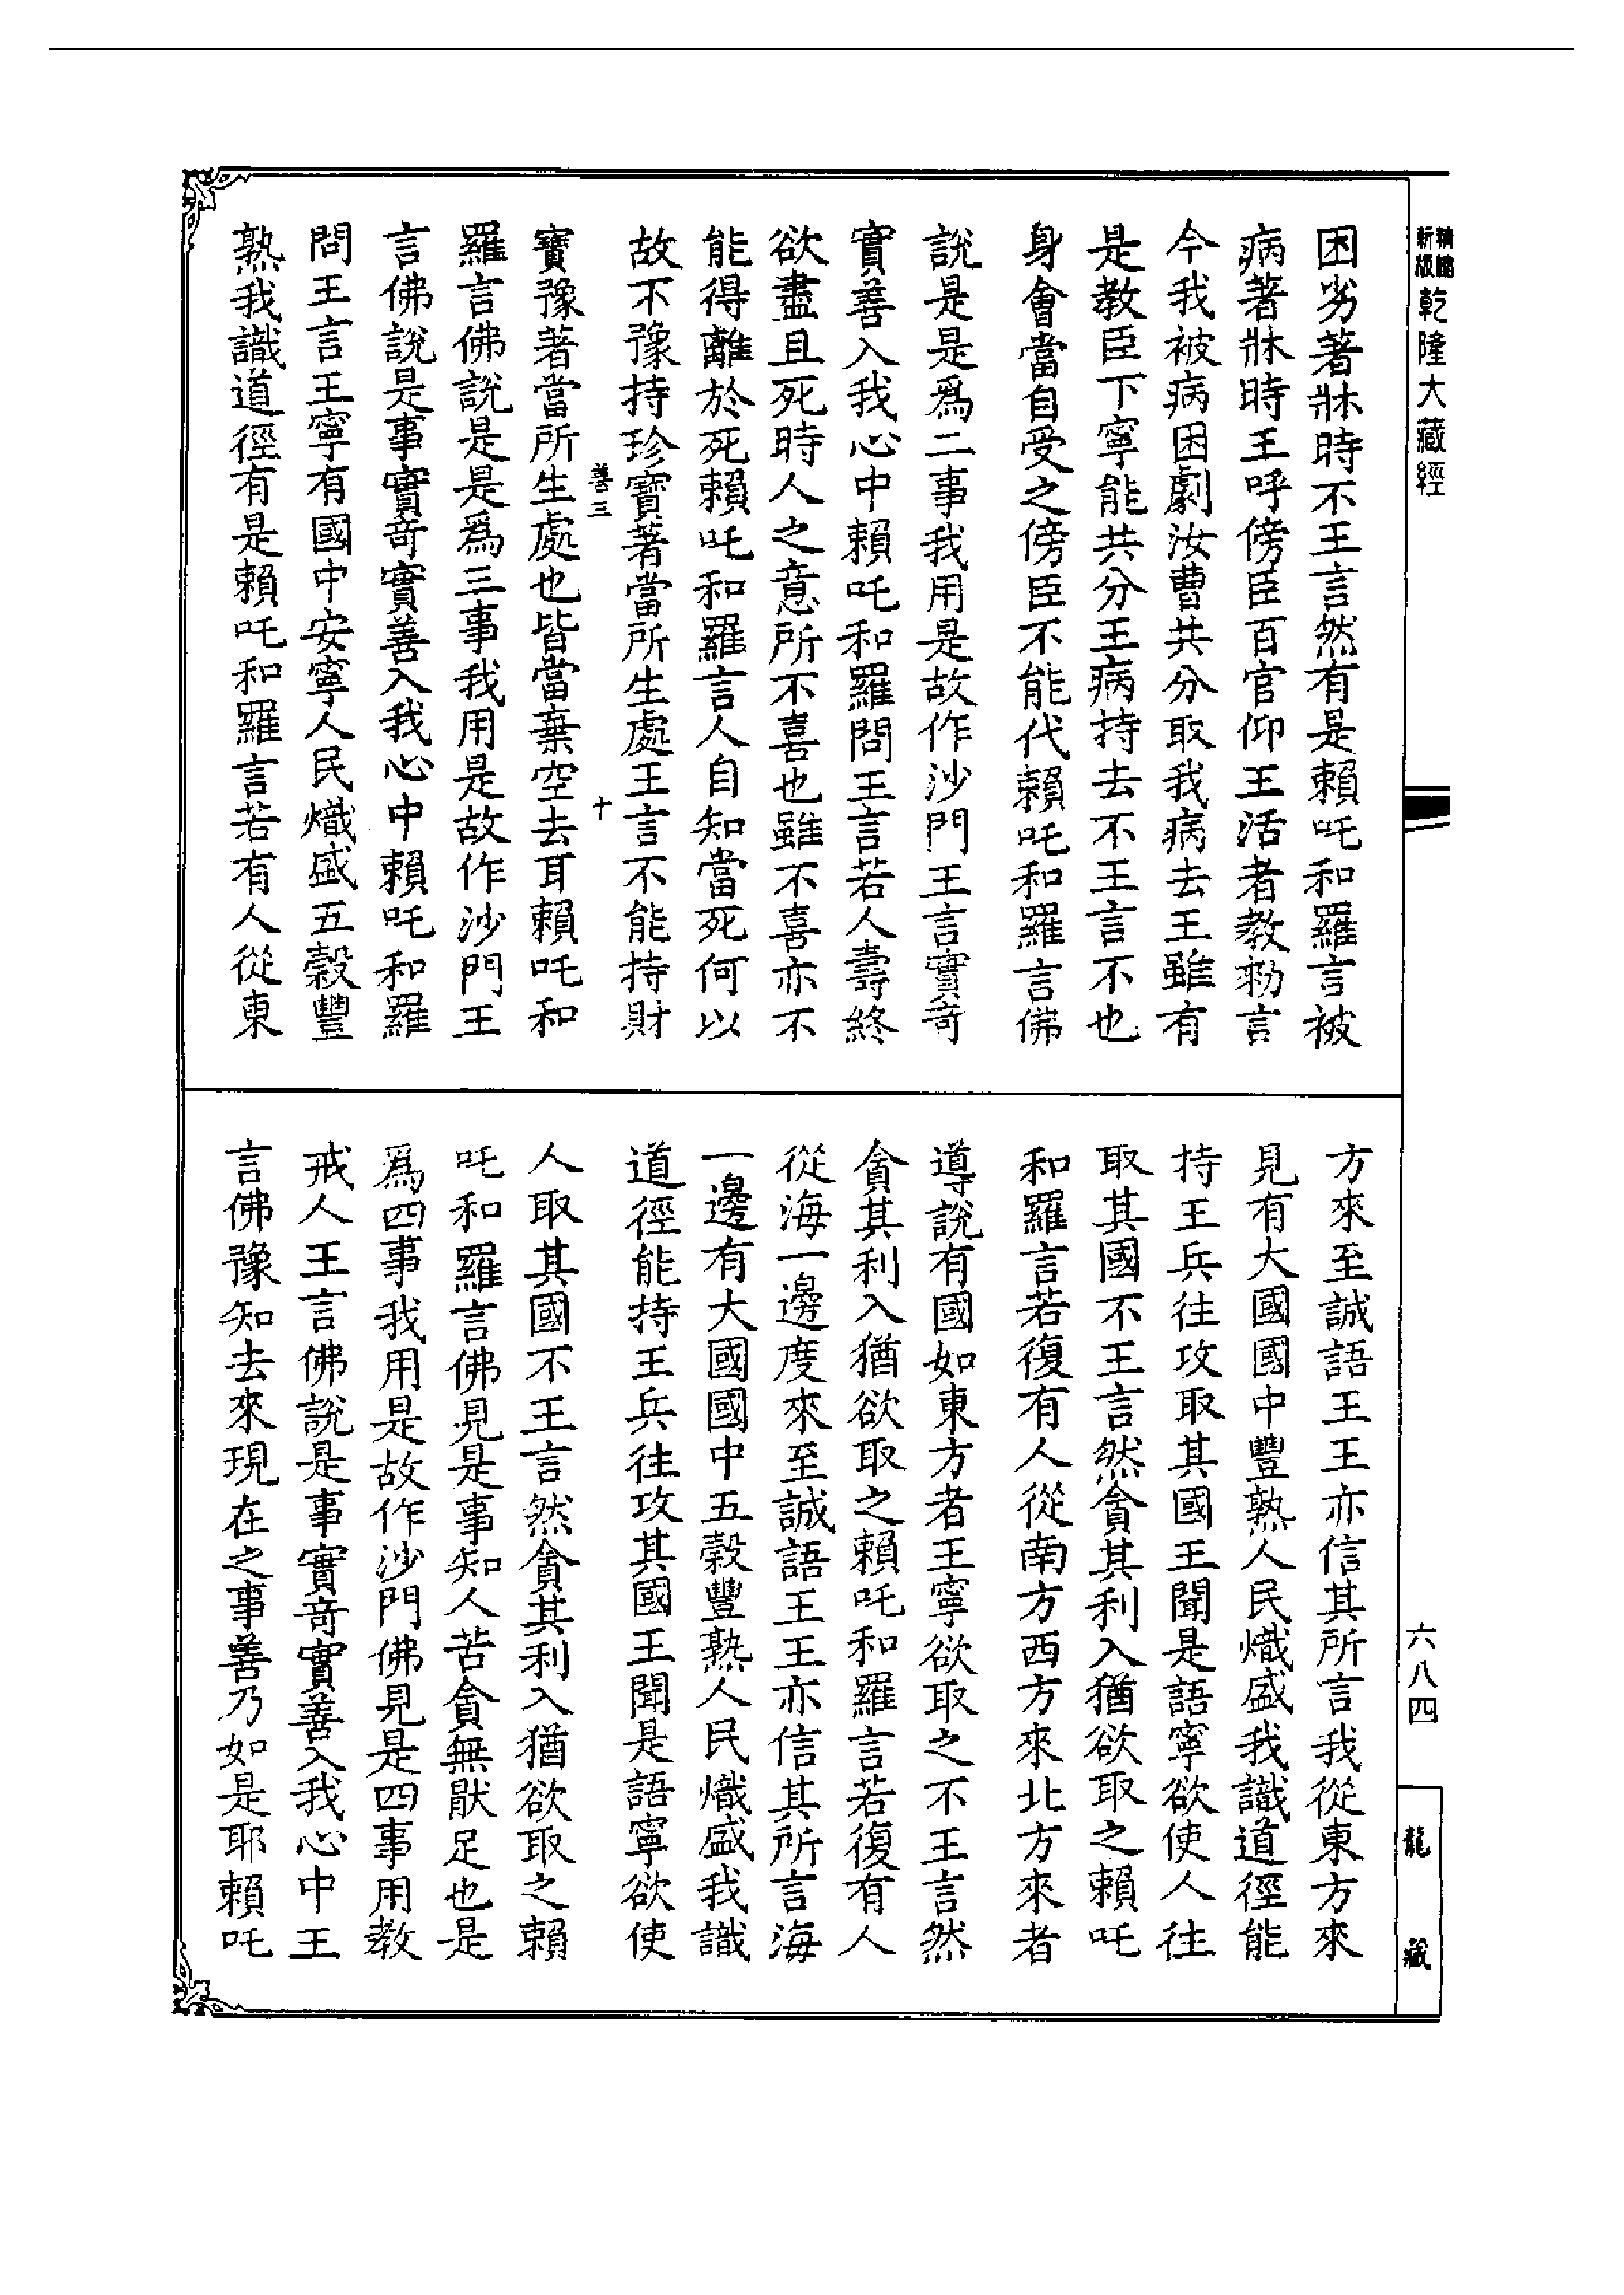 新版
乾隆大藏經
困劣著牀時不王言然有是賴吒和羅言被
病著牀時王呼傍臣百官仰王活者教勑言
今我被病困劇汝曹共分取我病去王雖有
是教臣下寧能共分王病持去不王言不也
身會當自受之傍臣不能代賴吒和羅言佛
說是是爲二事我用是故作沙門王言實奇
實善入我心中賴吒和羅問王言若人壽終
欲盡且死時人之意所不喜也雖不喜亦不
能得離於死賴吒和羅言人自知當死何以
故不豫持珍寶著當所生處王言不能持財
善三
十
寶豫著當所生處也皆當棄空去耳賴吒和
羅言佛說是是爲三事我用是故作沙門王
言佛說是事實奇實善入我心中賴吒和羅
問王言王寧有國中安寧人民熾盛五穀豐
熟我識道徑有是賴吒和羅言若有人從東
方來至誠語王王亦信其所言我從東方來
見有大國國中豐熟人民熾盛我識道徑能
持王兵往攻取其國王聞是語寧欲使人往
取其國不王言然貪其利入猶欲取之賴吒
和羅言若復有人從南方西方來北方來者
導說有國如東方者王寧欲取之不王言然
貪其利入猶欲取之賴吒和羅言若復有人
從海一邊度來至誠語王王亦信其所言海
一邊有大國國中五穀豐熟人民熾盛我識
道徑能持王兵往攻其國王聞是語寧欲使
人取其國不王言然貪其利入猶欲取之賴
吒和羅言佛見是事知人苦貪無猒足也是
爲四事我用是故作沙門佛見是四事用教
戒人王言佛說是事實奇實善入我心中王
言佛豫知去來現在之事善乃如是耶賴吒
六八四
龍藏